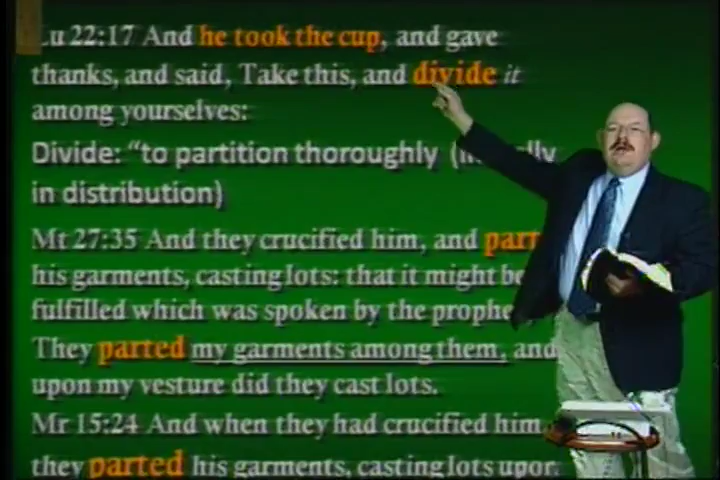 Lu 22:17 And he took the cup, and gave
thanks, and said, Take this, and divide it
among yourselves:
Divide: "to partition thoroughly
in distribution)
Mt 27:35 And they crucified him, and
his garments, casting lots: that it might
fulfilled which was spoken by the
They parted my garments among them, and
upon my vesture did they cast lots.
Mr 15:24 And when they had crucified him,
they parted his garments, casting lots upon